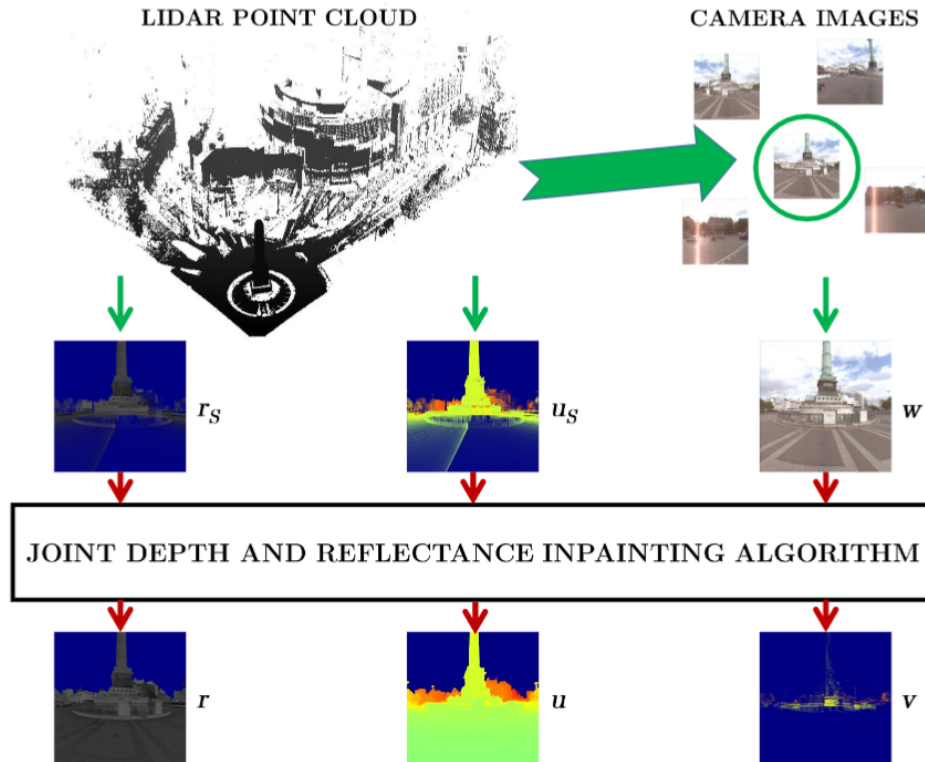 LIDAR POINT CLOUD
CAMERA IMAGES
r_S
u_S
w
JOINT DEPTH AND REFLECTANCE INPAINTING ALGORITHM
r
u
v